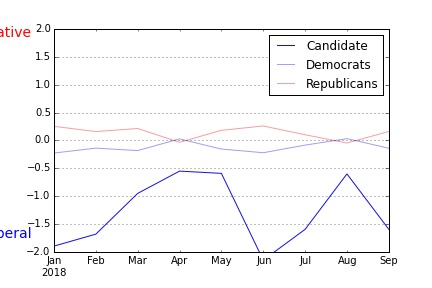 ative
2.0
Candidate
Democrats
Republicans
1.5
1.0
0.5
0.0
−0.5
−1.0
−1.5
−2.0
beral
Jan Feb Mar Apr May Jun Jul Aug Sep
2018